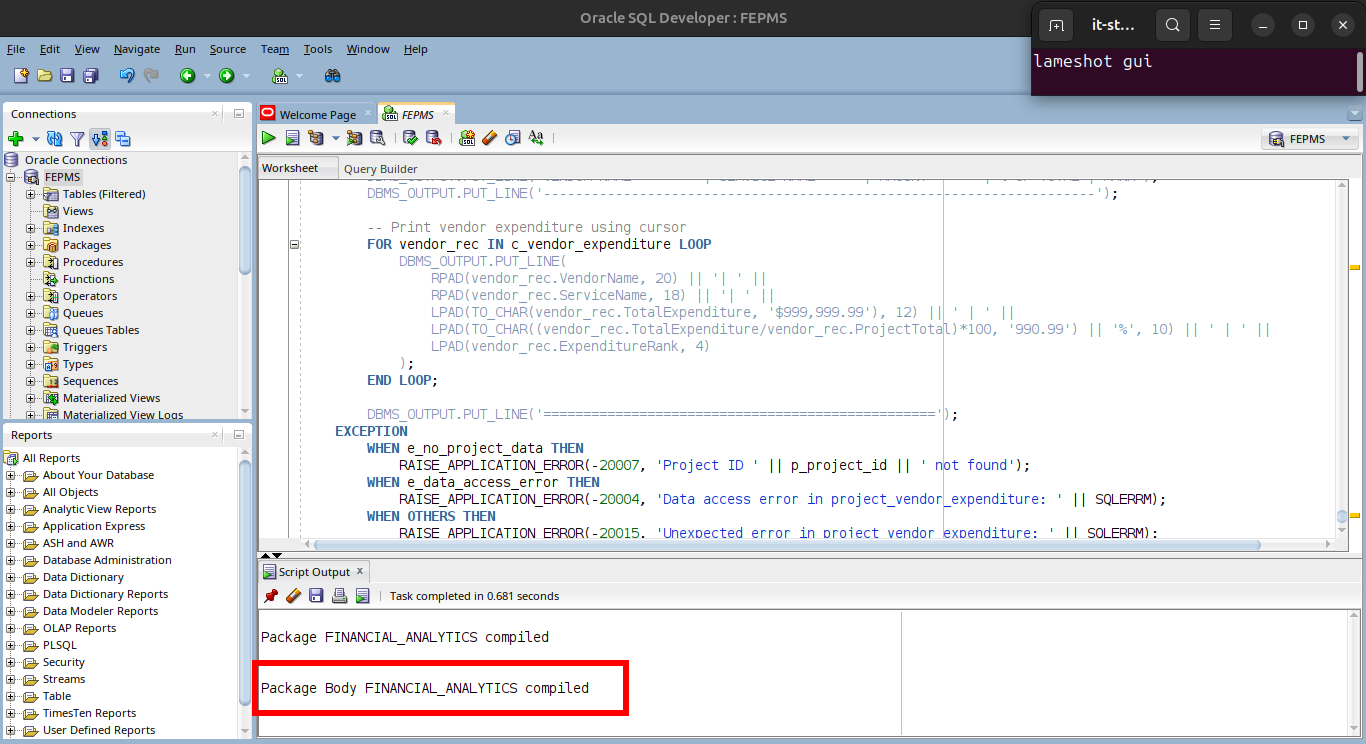 Oracle SQL Developer : FEPMS
it-st...
lameshot gui
File Edit View Navigate Run Source Team Tools Window Help
Connections
Oracle Connections
FEPMS
Tables (Filtered)
Views
Indexes
Packages
Procedures
Functions
Operators
Queues
Queues Tables
Triggers
Types
Sequences
Materialized Views
Materialized View Logs
Reports
All Reports
About Your Database
All Objects
Analytic View Reports
Application Express
ASH and AWR
Database Administration
Data Dictionary
Data Dictionary Reports
Data Modeler Reports
OLAP Reports
PLSQL
Security
Streams
Table
TimesTen Reports
User Defined Reports
Welcome Page
FEPMS
FEPMS
Worksheet Query Builder
DBMS_OUTPUT.PUT_LINE('---------------------------------------------------------------------');
-- Print vendor expenditure using cursor
FOR vendor_rec IN c_vendor_expenditure LOOP
DBMS_OUTPUT.PUT_LINE(
RPAD(vendor_rec.VendorName, 20) || '| ' ||
RPAD(vendor_rec.ServiceName, 18) || '| ' ||
LPAD(TO_CHAR(vendor_rec.TotalExpenditure, '$999,999.99'), 12) || ' | ' ||
LPAD(TO_CHAR((vendor_rec.TotalExpenditure/vendor_rec.ProjectTotal)*100, '990.99') || '%', 10) || ' | ' ||
LPAD(vendor_rec.ExpenditureRank, 4)
);
END LOOP;
DBMS_OUTPUT.PUT_LINE('=================================================');
EXCEPTION
WHEN e_no_project_data THEN
RAISE_APPLICATION_ERROR(-20007, 'Project ID ' || p_project_id || ' not found');
WHEN e_data_access_error THEN
RAISE_APPLICATION_ERROR(-20004, 'Data access error in project_vendor_expenditure: ' || SQLERRM);
WHEN OTHERS THEN
RAISE_APPLICATION_ERROR(-20015, 'Unexpected error in project_vendor_expenditure: ' || SQLERRM);
Script Output
Task completed in 0.681 seconds
Package FINANCIAL_ANALYTICS compiled
Package Body FINANCIAL_ANALYTICS compiled